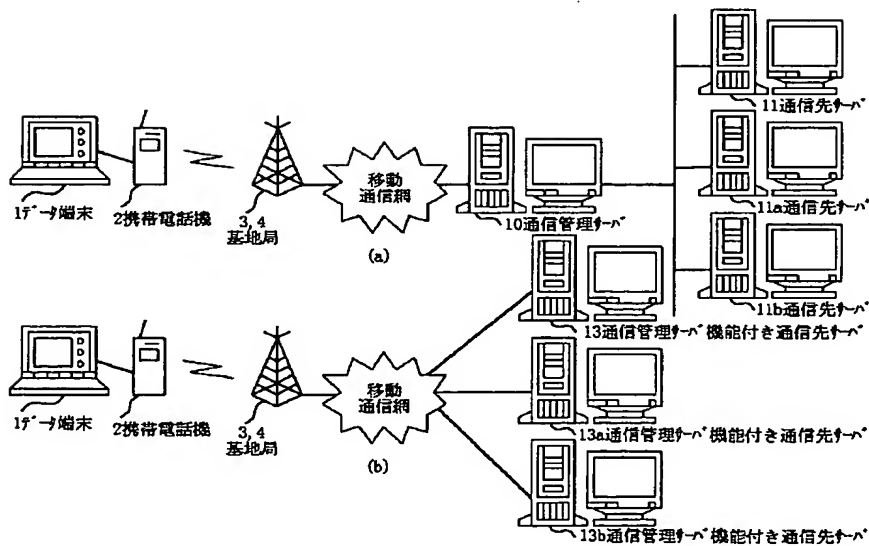 11通信先サーバ
1データ端末
2携帯電話機
3,4
基地局
移動
通信網
(a)
10通信管理サーバ
11a通信先サーバ
11b通信先サーバ
13通信管理サーバ機能付き通信先サーバ
1データ端末
2携帯電話機
3,4
基地局
移動
通信網
(b)
13a通信管理サーバ機能付き通信先サーバ
13b通信管理サーバ機能付き通信先サーバ